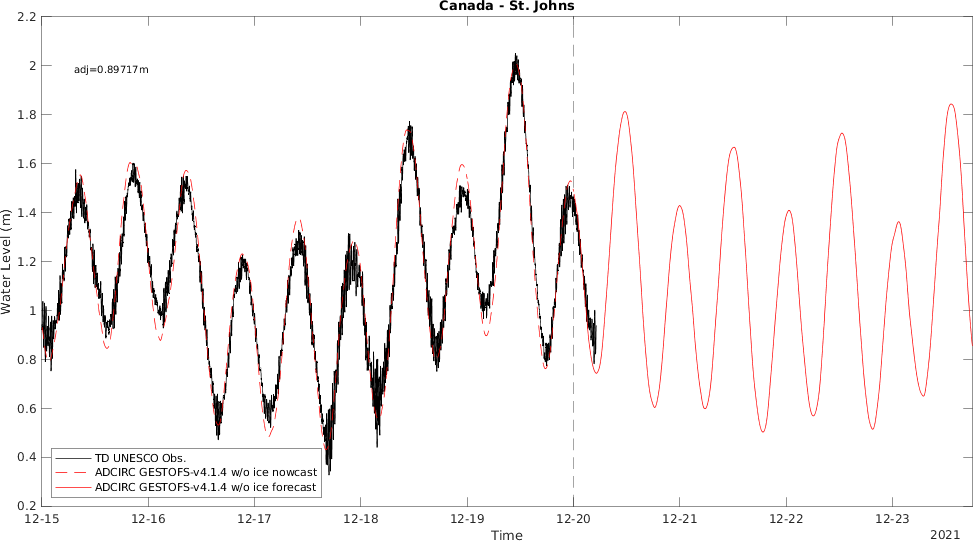 Canada - St. Johns
2.2
2
1.8
1.6
1.4
1.2
1
0.8
0.6
0.4
0.2
Water Level (m)
adj=0.89717m
TD UNESCO Obs.
ADCIRC GESTOFS-v4.1.4 w/o ice nowcast
ADCIRC GESTOFS-v4.1.4 w/o ice forecast
12-15 12-16 12-17 12-18 12-19 12-20 12-21 12-22 12-23
Time
2021